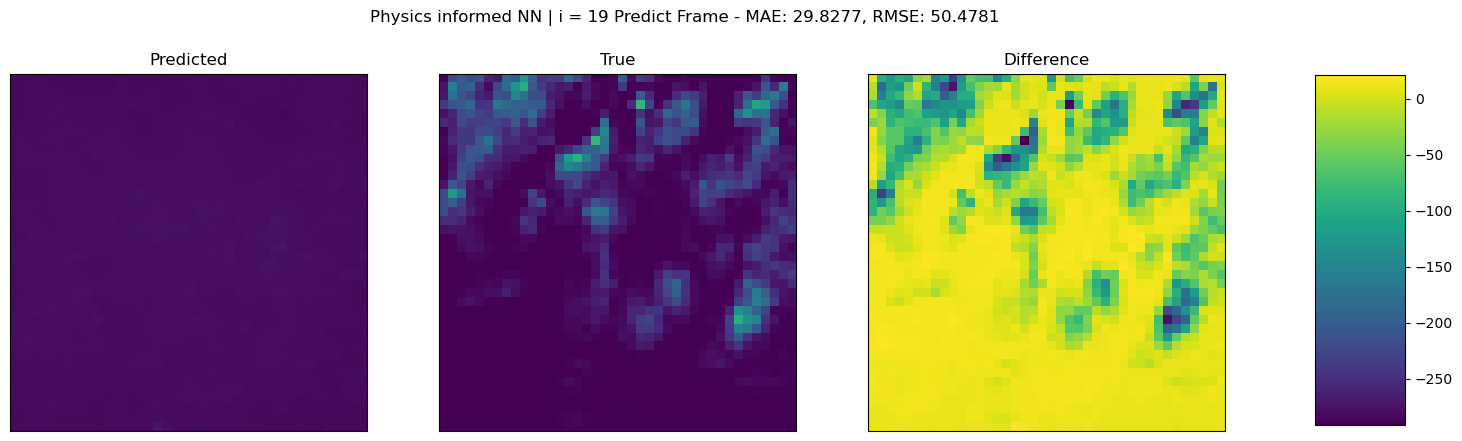 Physics informed NN | i = 19 Predict Frame - MAE: 29.8277, RMSE: 50.4781
Predicted
True
Difference
0
−50
−100
−150
−200
−250